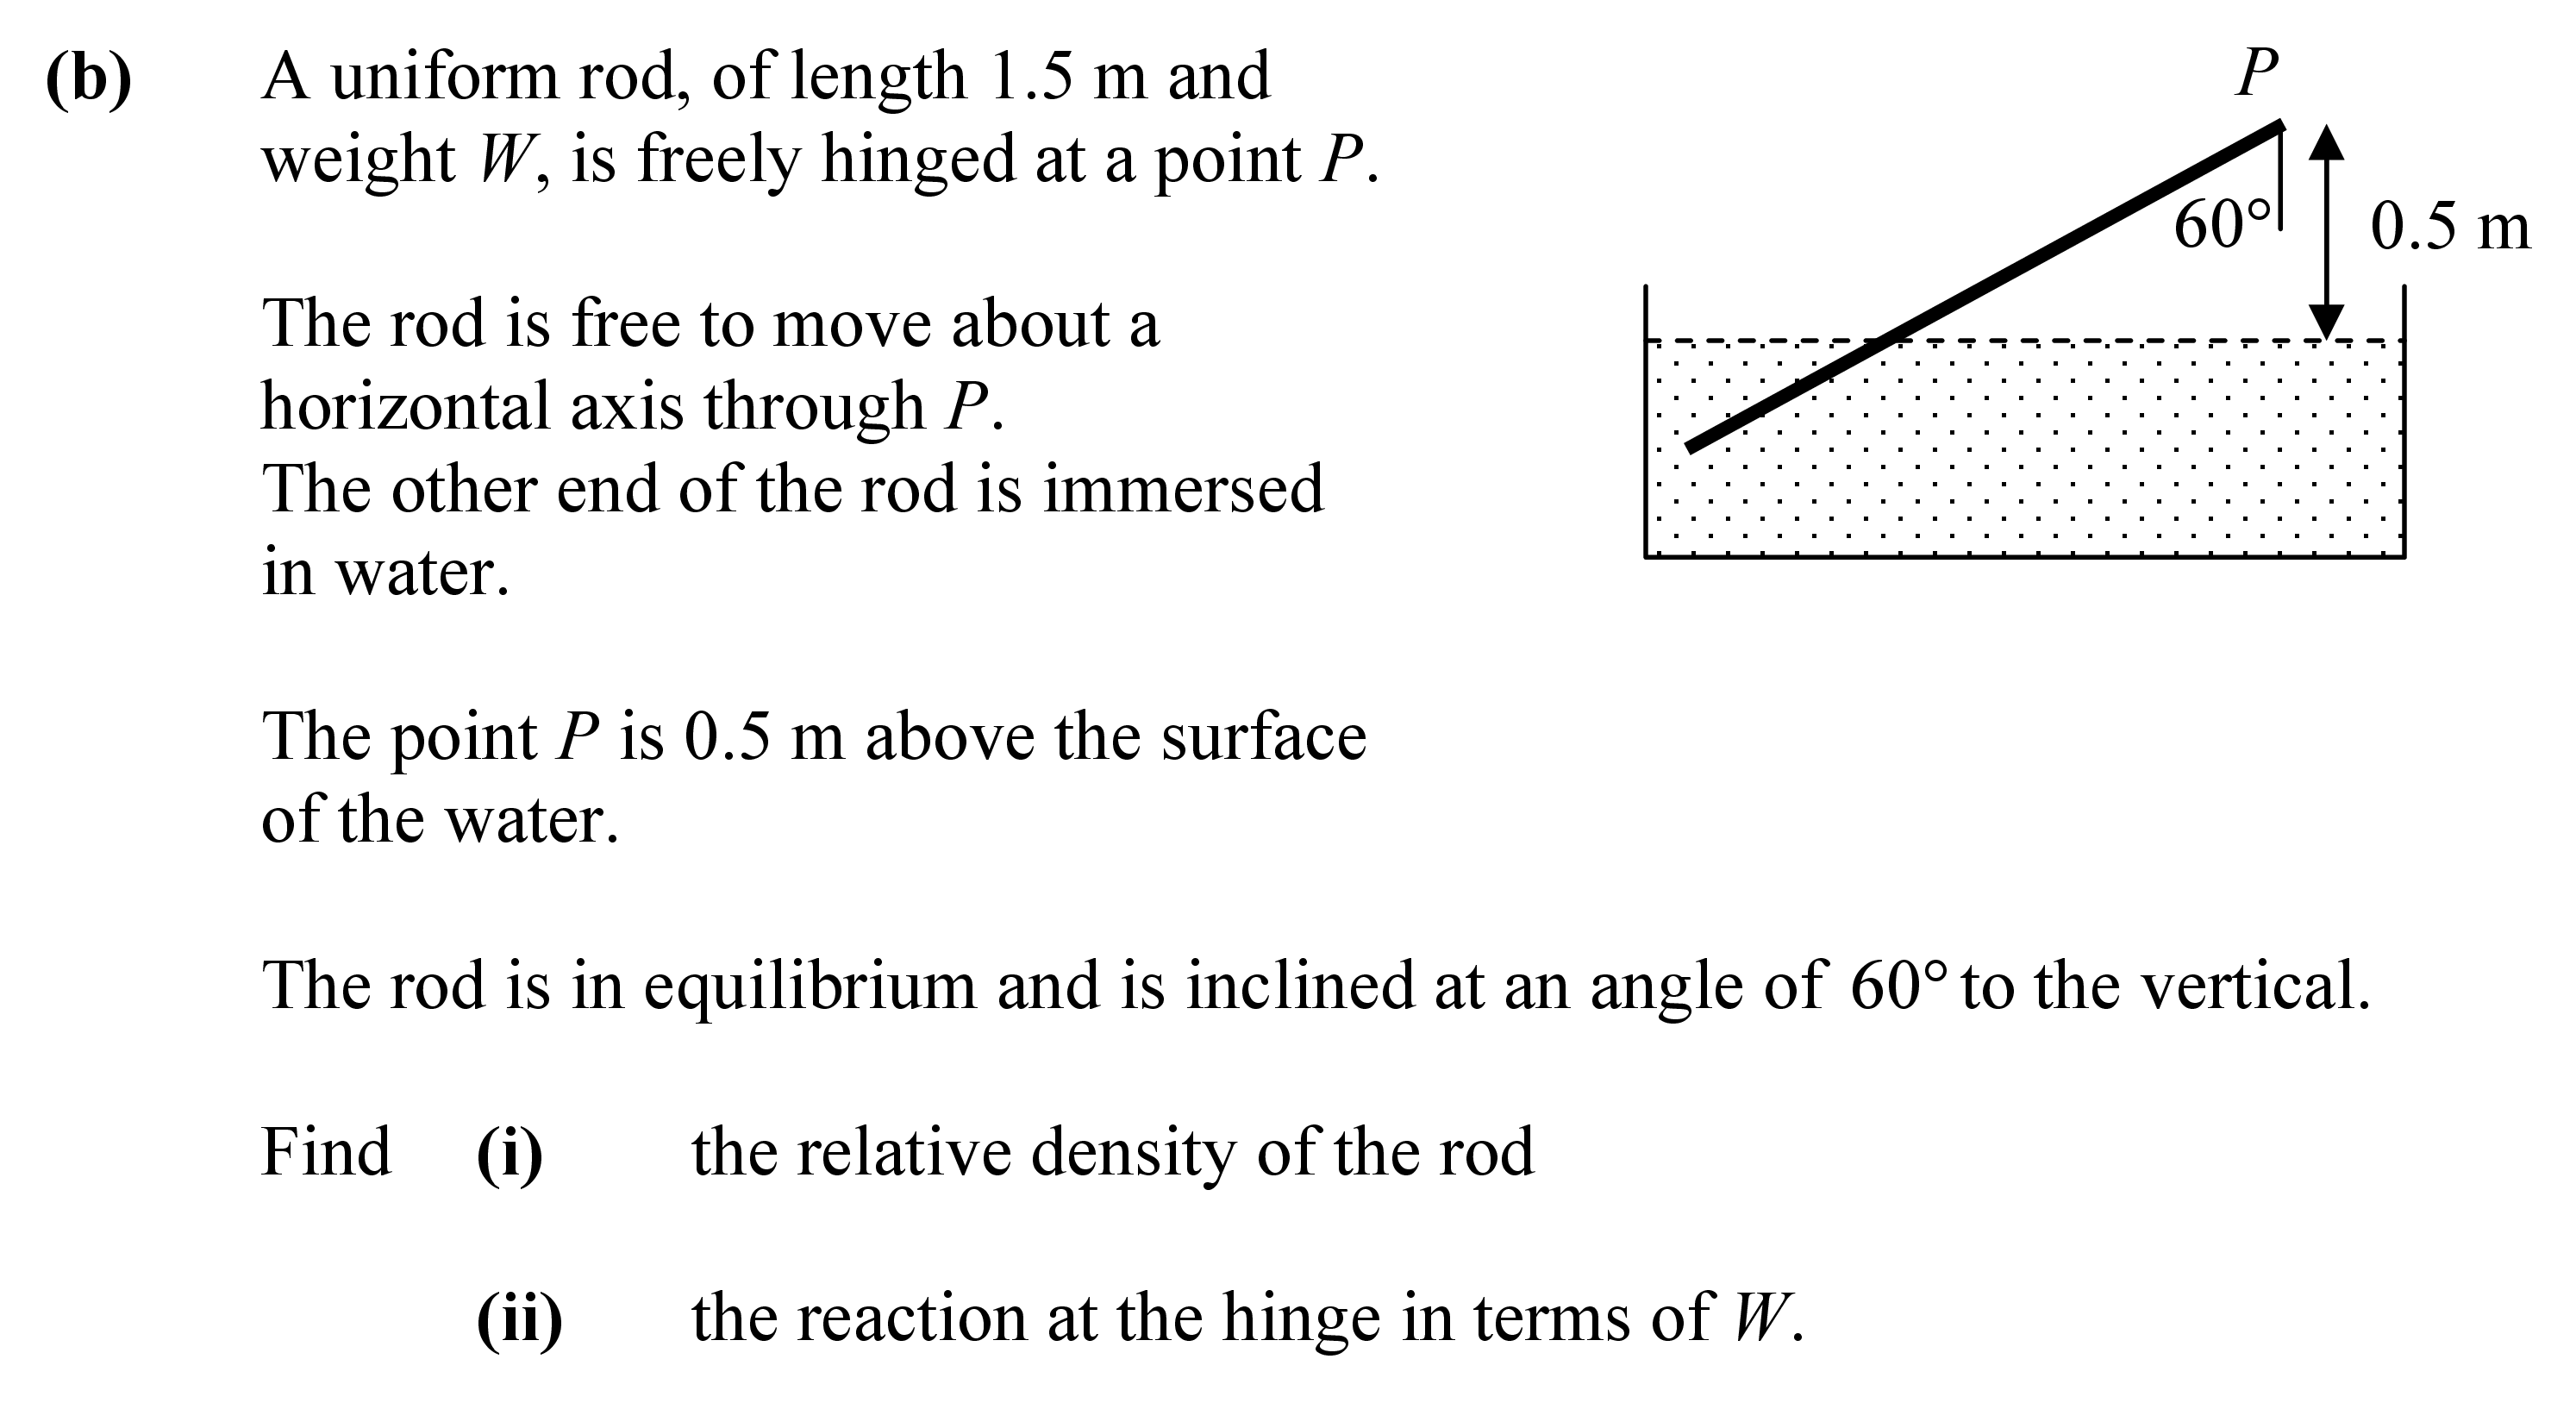 (b) A uniform rod, of length 1.5 m and
weight W, is freely hinged at a point P.
P
60°
0.5 m
The rod is free to move about a
horizontal axis through P.
The other end of the rod is immersed
in water.
The point P is 0.5 m above the surface
of the water.
The rod is in equilibrium and is inclined at an angle of 60° to the vertical.
Find (i) the relative density of the rod
(ii) the reaction at the hinge in terms of W.